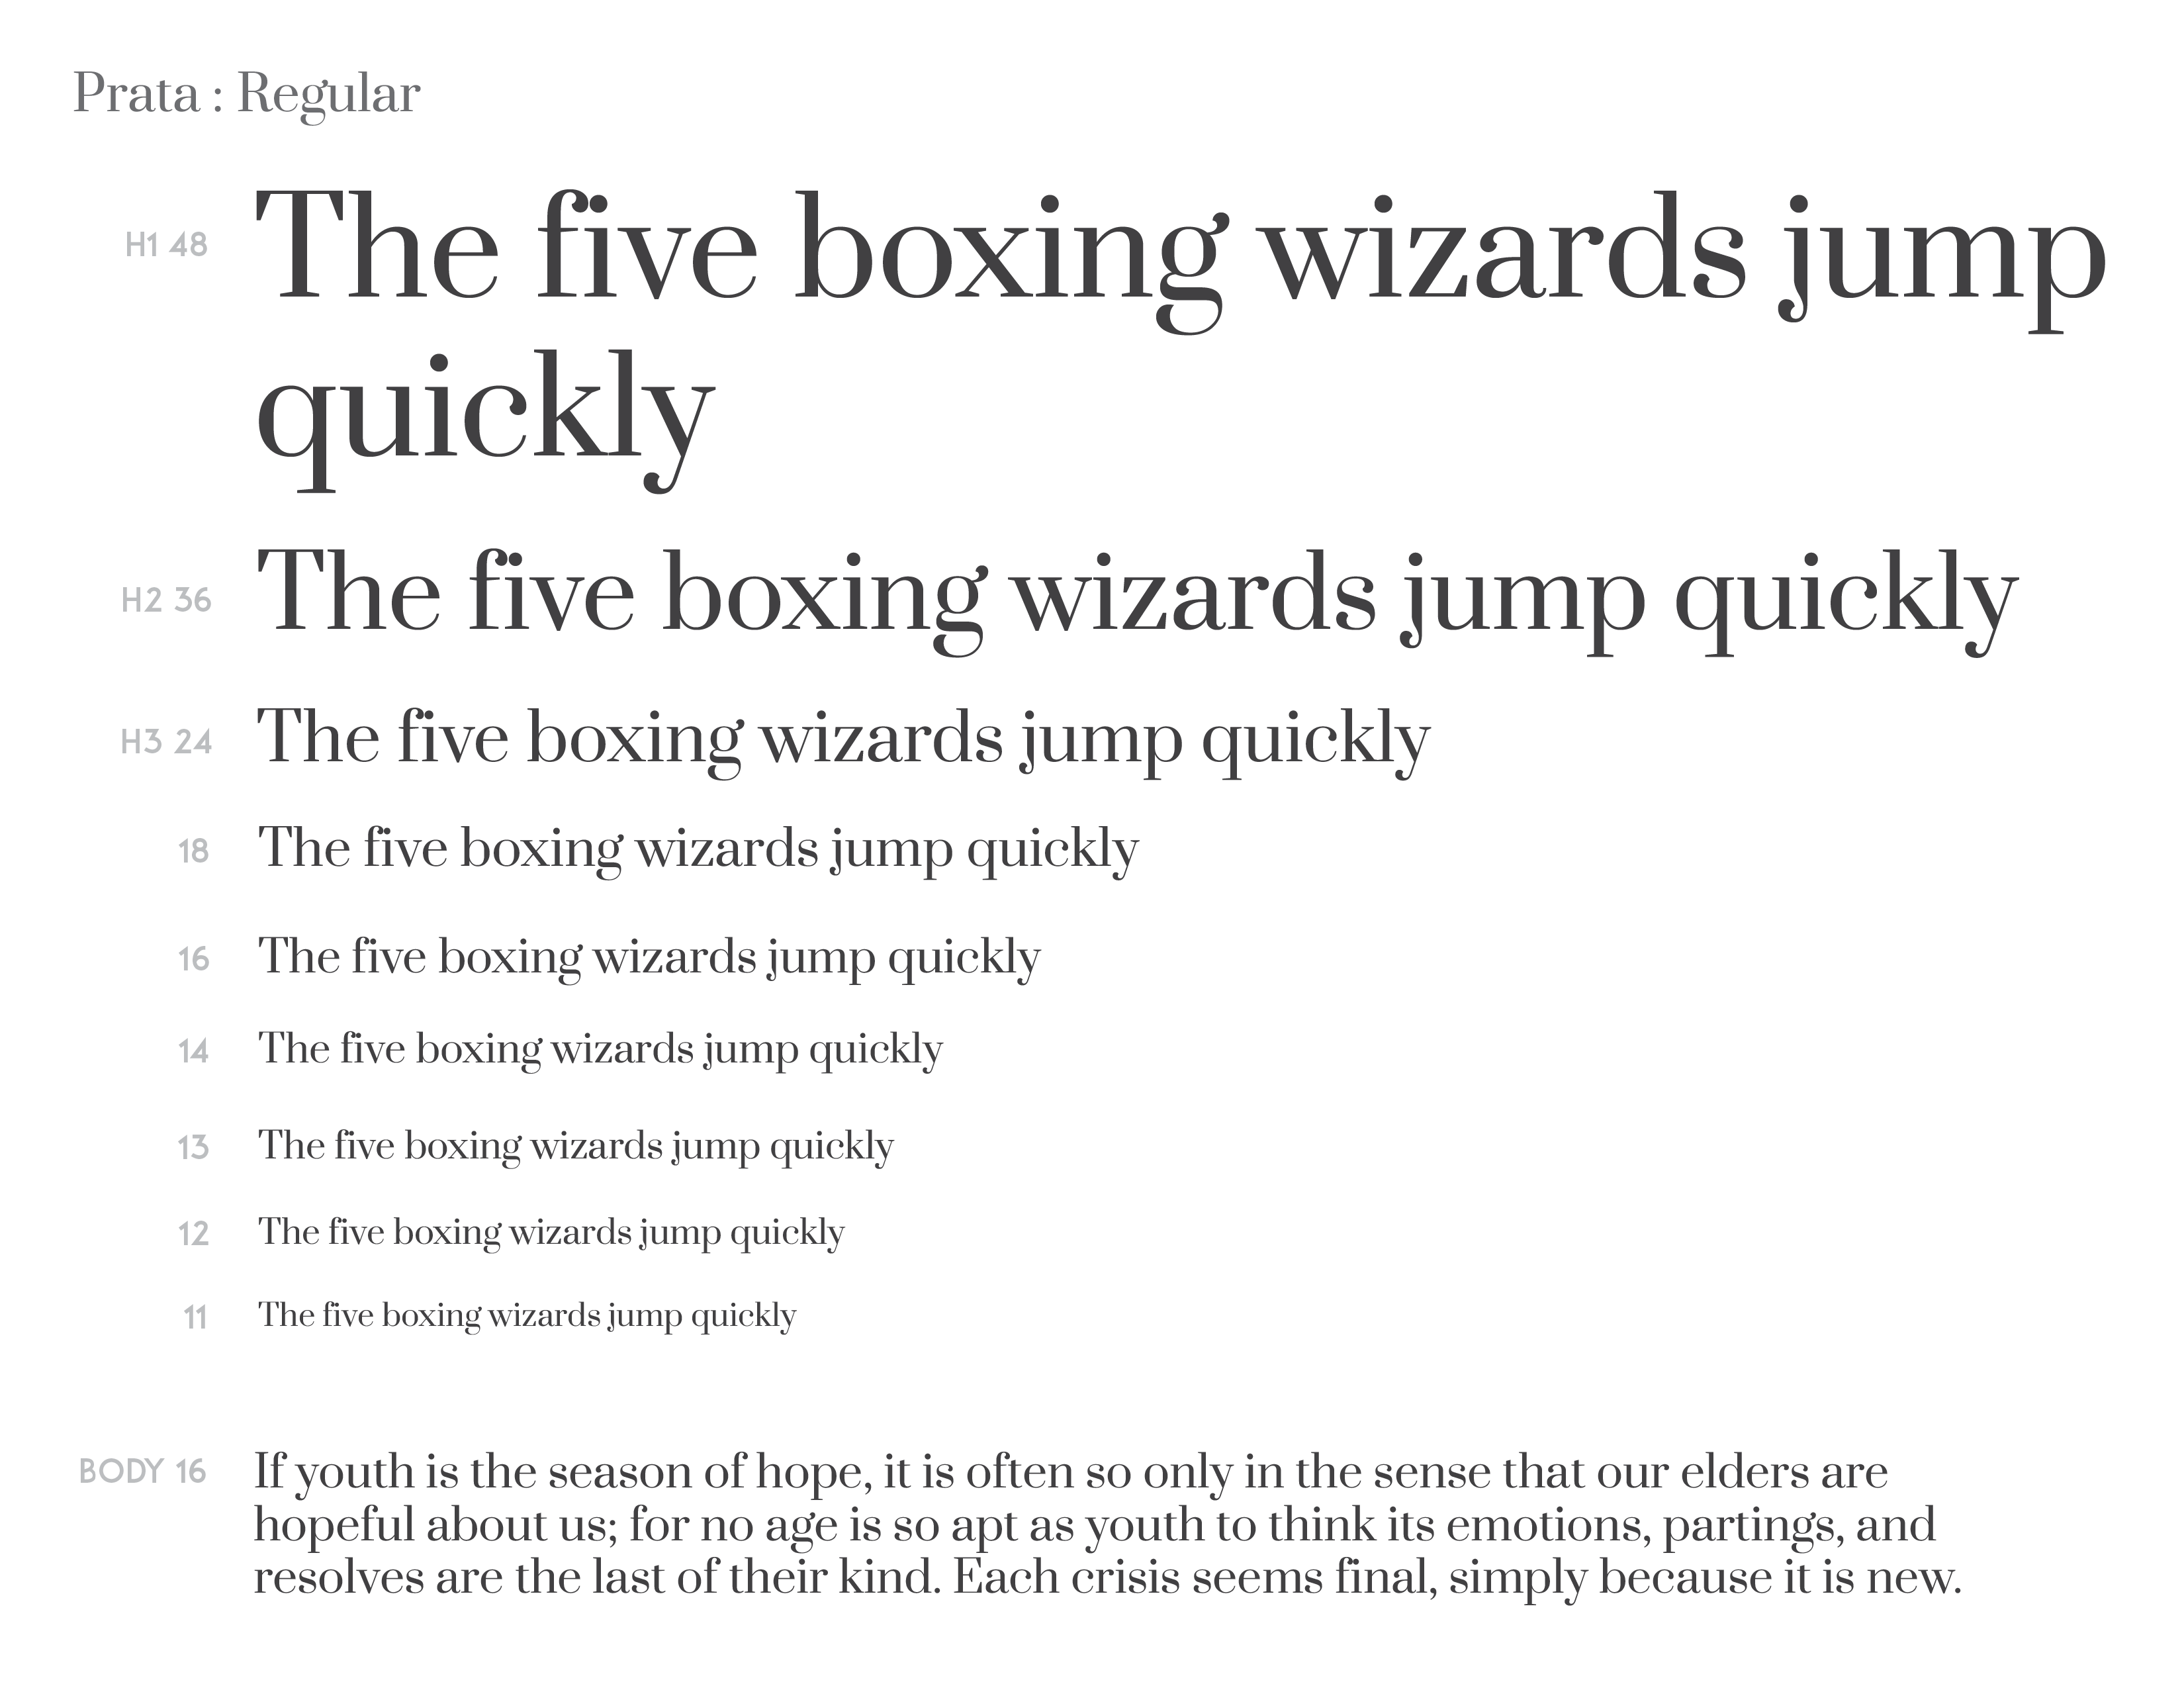 Prata : Regular
H1 48 The five boxing wizards jump
quickly
H2 36 The five boxing wizards jump quickly
H3 24 The five boxing wizards jump quickly
18 The five boxing wizards jump quickly
16 The five boxing wizards jump quickly
14 The five boxing wizards jump quickly
13 The five boxing wizards jump quickly
12 The five boxing wizards jump quickly
11 The five boxing wizards jump quickly
BODY 16 If youth is the season of hope, it is often so only in the sense that our elders are
hopeful about us; for no age is so apt as youth to think its emotions, partings, and
resolves are the last of their kind. Each crisis seems final, simply because it is new.